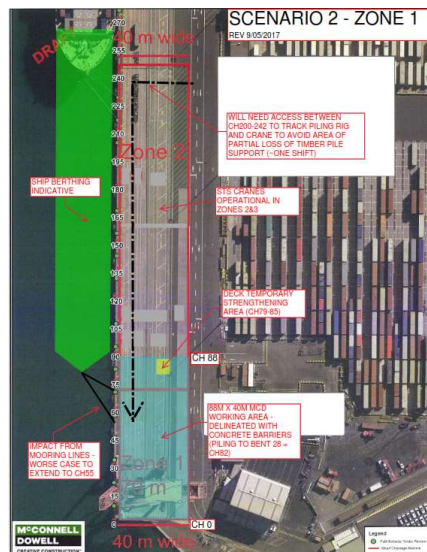 SCENARIO 2 - ZONE 1
REV 9/05/2017
40 m wide
DRA
270
255
240
225
210
195
180
165
150
135
120
105
90
60
45
30
15
0
WILL NEED ACCESS BETWEEN
CH200-242 TO TRACK PILING RIG
AND CRANE TO AVOID AREA OF
PARTIAL LOSS OF TIMBER PILE
SUPPORT (~ONE SHIFT)
Zone 2
SHIP BERTHING
INDICATIVE
STS CRANES
OPERATIONAL IN
ZONES 2&3
DECK TEMPORARY
STRENGTHENING
AREA (CH79-85)
CH 88
88M X 40M MCD
WORKING AREA -
DELINEATED WITH
CONCRETE BARRIERS
(PILING TO BENT 28 =
CH82)
IMPACT FROM
MOORING LINES -
WORSE CASE TO
EXTEND TO CH55
Zone 1
m
CH 0
40 m wide
McCONNELL
DOWELL
CREATIVE CONSTRUCTION
Legend